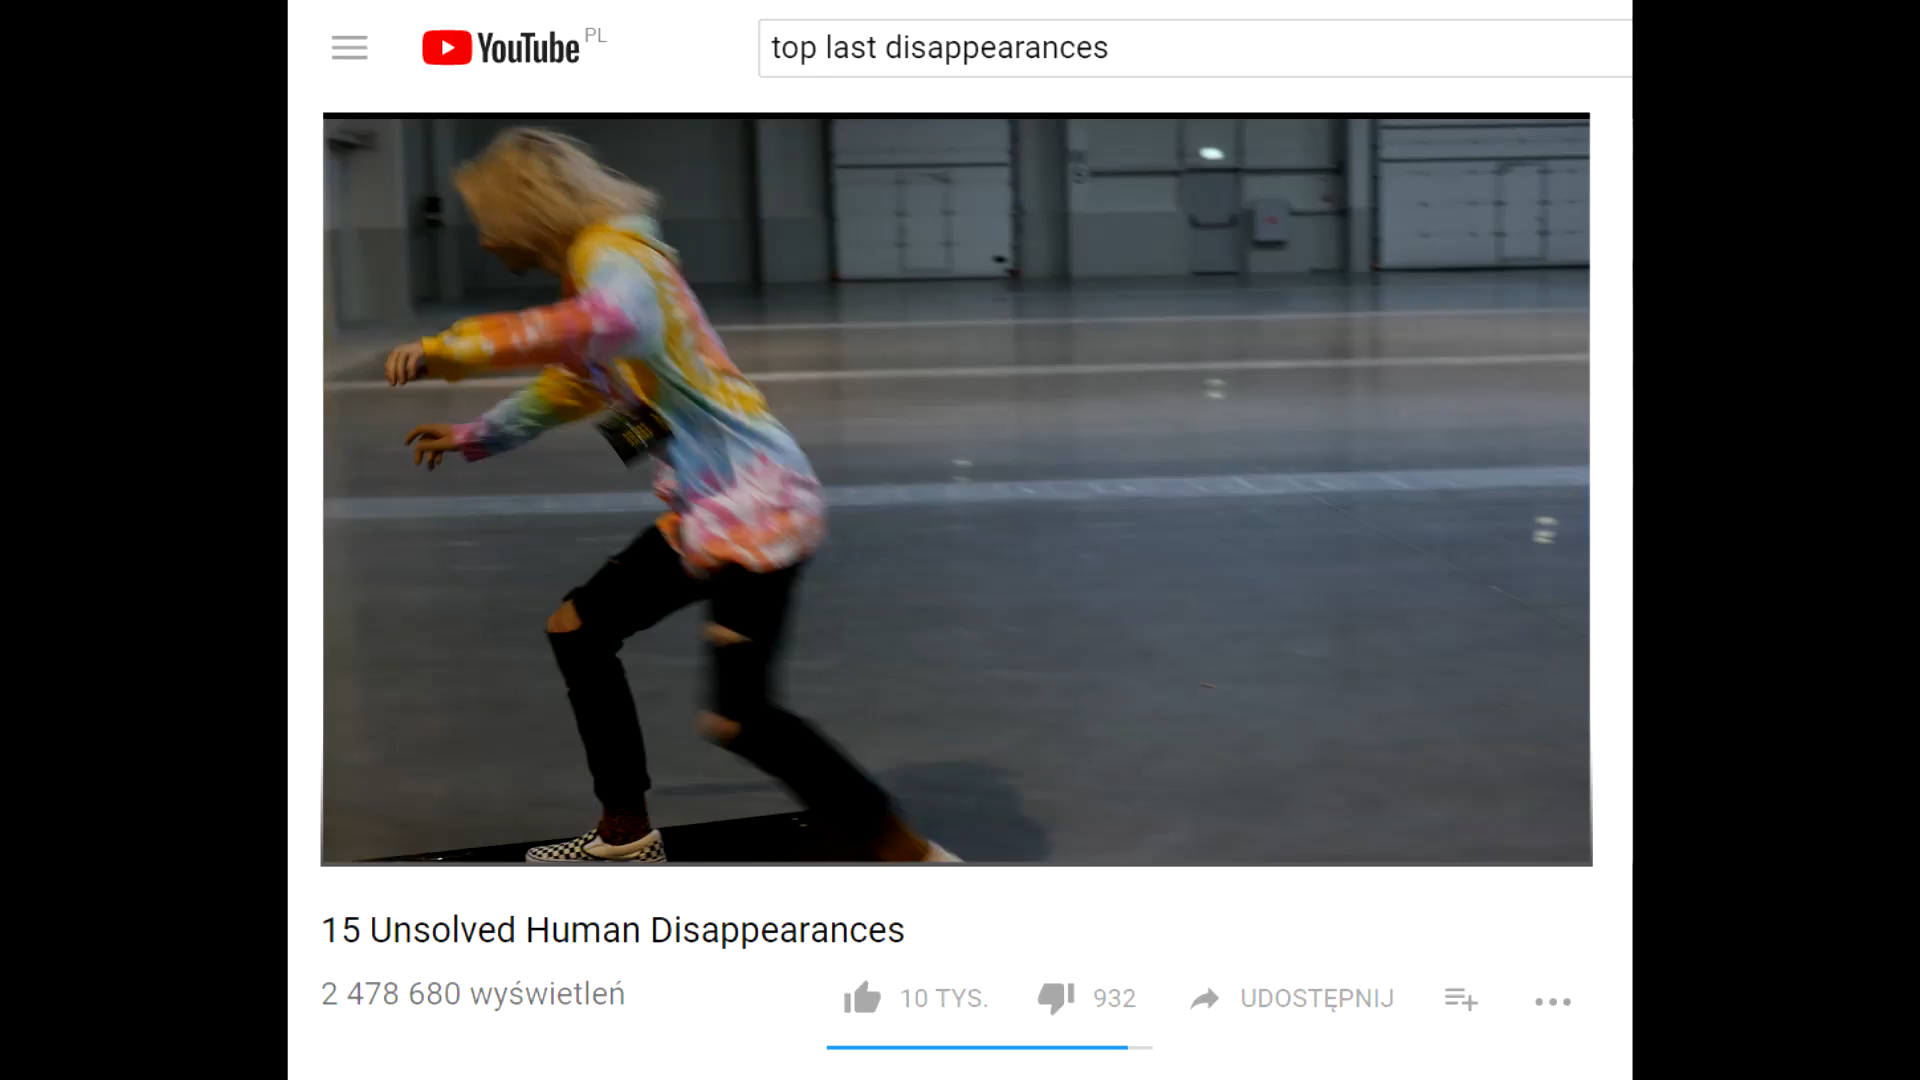 YouTube PL
top last disappearances
15 Unsolved Human Disappearances
2 478 680 wyświetleń
10 TYS.
932
UDOSTĘPNIJ